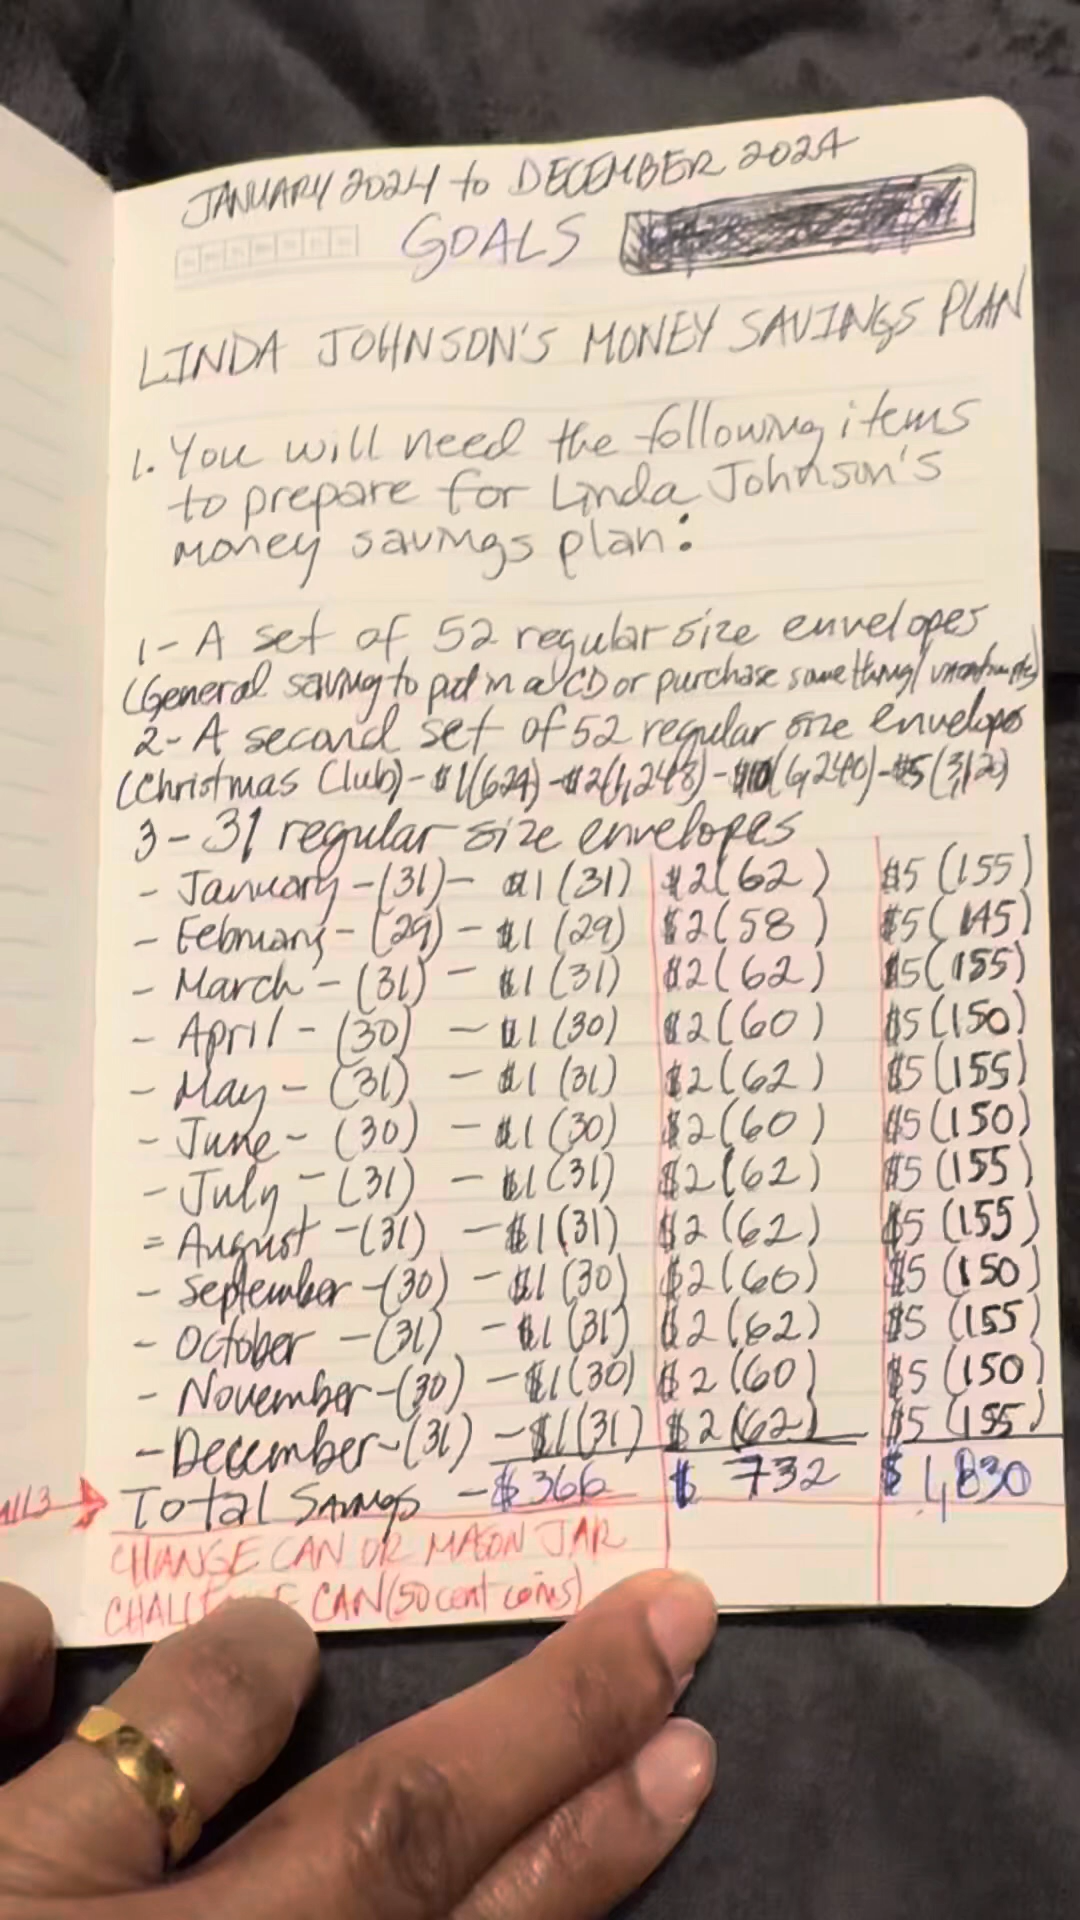 JANUARY 2024 to DECEMBER 2024
GOALS
LINDA JOHNSON'S MONEY SAVINGS PLAN
1. You will need the following items
to prepare for Linda Johnson's
money savings plan:
1- A set of 52 regular size envelopes
(General saving to put in a CD or purchase something/
2- A second set of 52 regular size envelopes
(Christmas Club) - $1(624) - $2(1,248) - $10(6,240) - $5(3,120)
3 - 31 regular size envelopes
- January - (31) - $1 (31) $2(62) $5 (155)
- February - (29) - $1 (29) $2(58) $5(145)
- March - (31) - $1 (31) $2(62) $5(155)
- April - (30) - $1 (30) $2(60) $5(150)
- May - (31) - $1 (31) $2(62) $5(155)
- June - (30) - $1 (30) $2(60) $5(150)
- July - (31) - $1 (31) $2(62) $5 (155)
= August - (31) - $1 (31) $2(62) $5 (155)
- September - (30) - $1 (30) $2(60) $5 (150)
- October - (31) - $1 (31) $2(62) $5 (155)
- November - (30) - $1 (30) $2(60) $5 (150)
- December - (31) - $1 (31) $2(62) $5 (155)
Total Savings - $366 $ 732 $ 1,830
CHANGE CAN OR MASON JAR
CAN (50 cent coins)